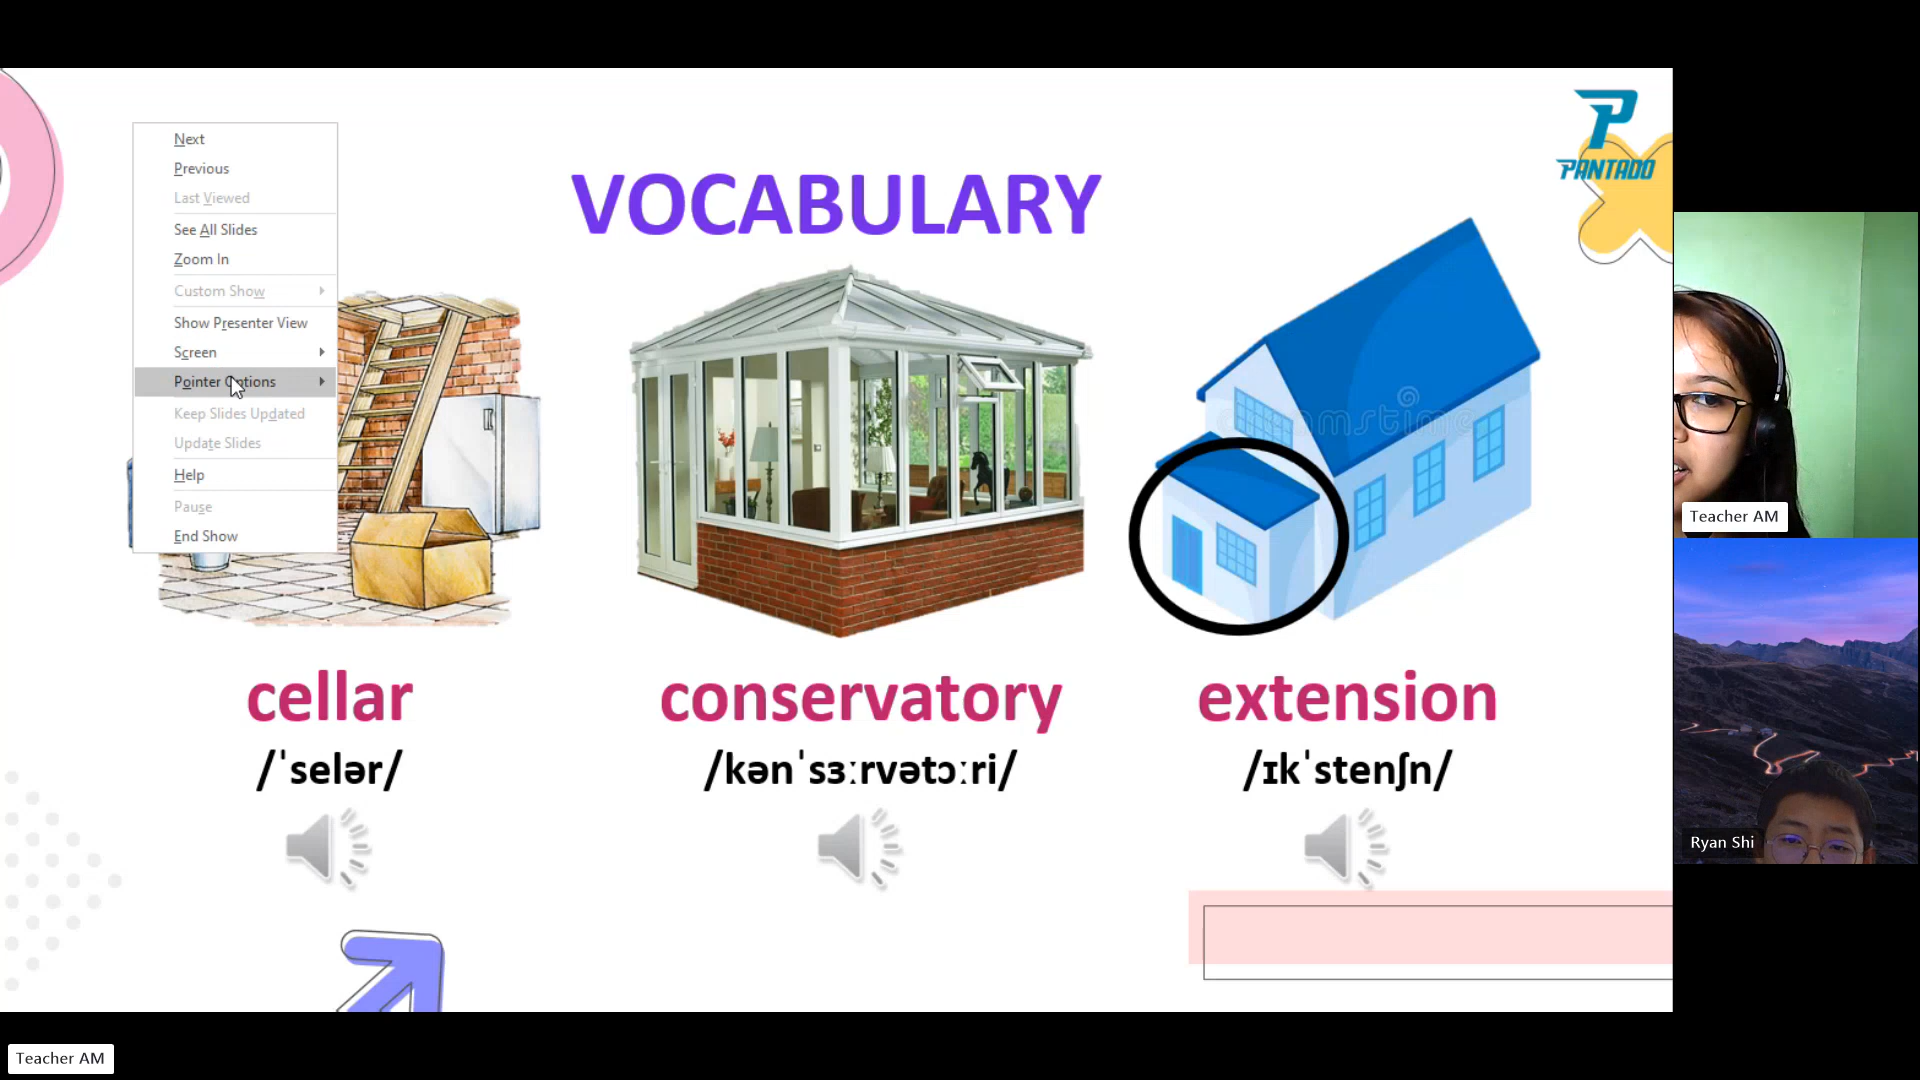 PANTADO
Next
Previous
Last Viewed
See All Slides
Zoom In
Custom Show
Show Presenter View
Screen
Pointer Options
Keep Slides Updated
Update Slides
Help
Pause
End Show
VOCABULARY
cellar
conservatory
extension
/ˈselər/
/kənˈsɜːrvətɔːri/
/ɪkˈstenʃn/
Teacher AM
Ryan Shi
Teacher AM